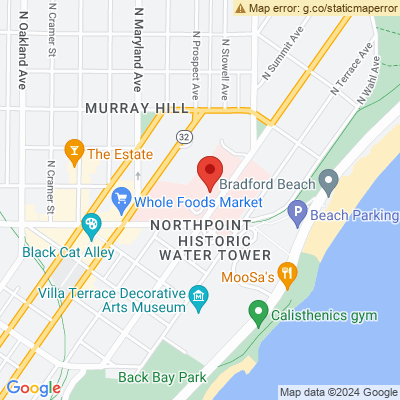 Map error: g.co/staticmaperror
N Oakland Ave
N Cramer St
N Maryland Ave
N Prospect Ave
N Stowell Ave
N Summit Ave
N Terrace Ave
N Wahl Ave
MURRAY HILL
32
The Estate
Bradford Beach
N Cramer St
Whole Foods Market
Beach Parking
NORTHPOINT
HISTORIC
WATER TOWER
Black Cat Alley
MooSa's
Villa Terrace Decorative
Arts Museum
Calisthenics gym
Back Bay Park
Google
Map data ©2024 Google